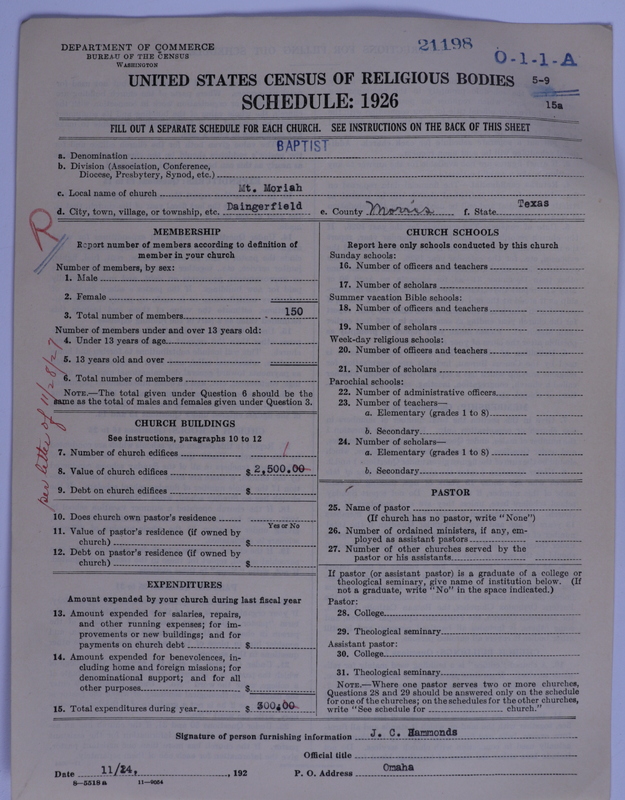 DEPARTMENT OF COMMERCE
BUREAU OF THE CENSUS
WASHINGTON
21198
O-1-1-A
UNITED STATES CENSUS OF RELIGIOUS BODIES
5-9
SCHEDULE: 1926
15a
FILL OUT A SEPARATE SCHEDULE FOR EACH CHURCH. SEE INSTRUCTIONS ON THE BACK OF THIS SHEET
a. Denomination BAPTIST
b. Division (Association, Conference,
Diocese, Presbytery, Synod, etc.)
c. Local name of church Mt. Moriah
d. City, town, village, or township, etc. Daingerfield e. County Morris f. State Texas
R
per letter of 11/28/27
MEMBERSHIP
Report number of members according to definition of
member in your church
Number of members, by sex:
1. Male
2. Female
3. Total number of members 150
Number of members under and over 13 years old:
4. Under 13 years of age
5. 13 years old and over
6. Total number of members
NOTE.—The total given under Question 6 should be the
same as the total of males and females given under Question 3.
CHURCH BUILDINGS
See instructions, paragraphs 10 to 12
7. Number of church edifices 1
8. Value of church edifices $ 2,500.00
9. Debt on church edifices $
10. Does church own pastor's residence
Yes or No
11. Value of pastor's residence (if owned by
church) $
12. Debt on pastor's residence (if owned by
church) $
EXPENDITURES
Amount expended by your church during last fiscal year
13. Amount expended for salaries, repairs,
and other running expenses; for im-
provements or new buildings; and for
payments on church debt $
14. Amount expended for benevolences, in-
cluding home and foreign missions; for
denominational support; and for all
other purposes $
15. Total expenditures during year $ 300.00
CHURCH SCHOOLS
Report here only schools conducted by this church
Sunday schools:
16. Number of officers and teachers
17. Number of scholars
Summer vacation Bible schools:
18. Number of officers and teachers
19. Number of scholars
Week-day religious schools:
20. Number of officers and teachers
21. Number of scholars
Parochial schools:
22. Number of administrative officers
23. Number of teachers—
a. Elementary (grades 1 to 8)
b. Secondary
24. Number of scholars—
a. Elementary (grades 1 to 8)
b. Secondary
PASTOR
25. Name of pastor
(If church has no pastor, write "None")
26. Number of ordained ministers, if any, em-
ployed as assistant pastors
27. Number of other churches served by the
pastor or his assistants
If pastor (or assistant pastor) is a graduate of a college or
theological seminary, give name of institution below. (If
not a graduate, write "No" in the space indicated.)
Pastor:
28. College
29. Theological seminary
Assistant pastor:
30. College
31. Theological seminary
NOTE.—Where one pastor serves two or more churches,
Questions 28 and 29 should be answered only on the schedule
for one of the churches; on the schedules for the other churches,
write "See schedule for church."
Signature of person furnishing information J. C. Hammonds
Official title
Date 11/24, , 192 P. O. Address Omaha
8—5518a 11—9054